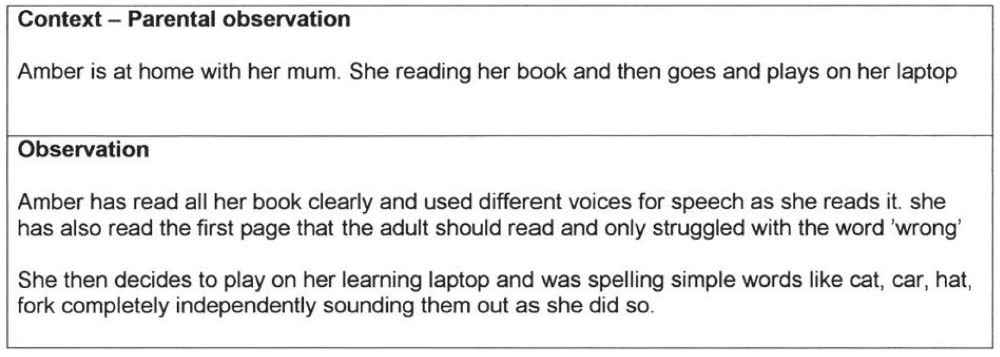 Context – Parental observation
Amber is at home with her mum. She reading her book and then goes and plays on her laptop
Observation
Amber has read all her book clearly and used different voices for speech as she reads it. she
has also read the first page that the adult should read and only struggled with the word 'wrong'
She then decides to play on her learning laptop and was spelling simple words like cat, car, hat,
fork completely independently sounding them out as she did so.